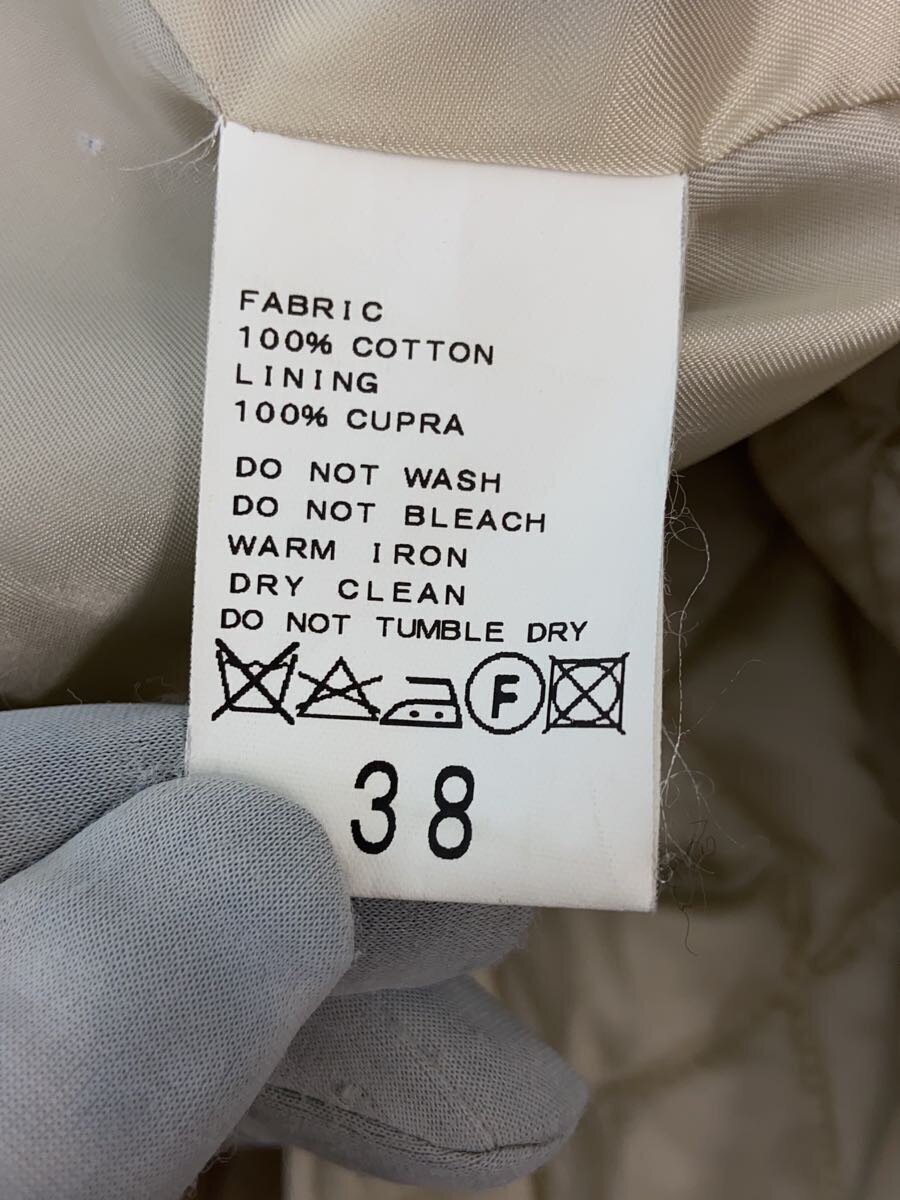 FABRIC
100% COTTON
LINING
100% CUPRA
DO NOT WASH
DO NOT BLEACH
WARM IRON
DRY CLEAN
DO NOT TUMBLE DRY
F
38